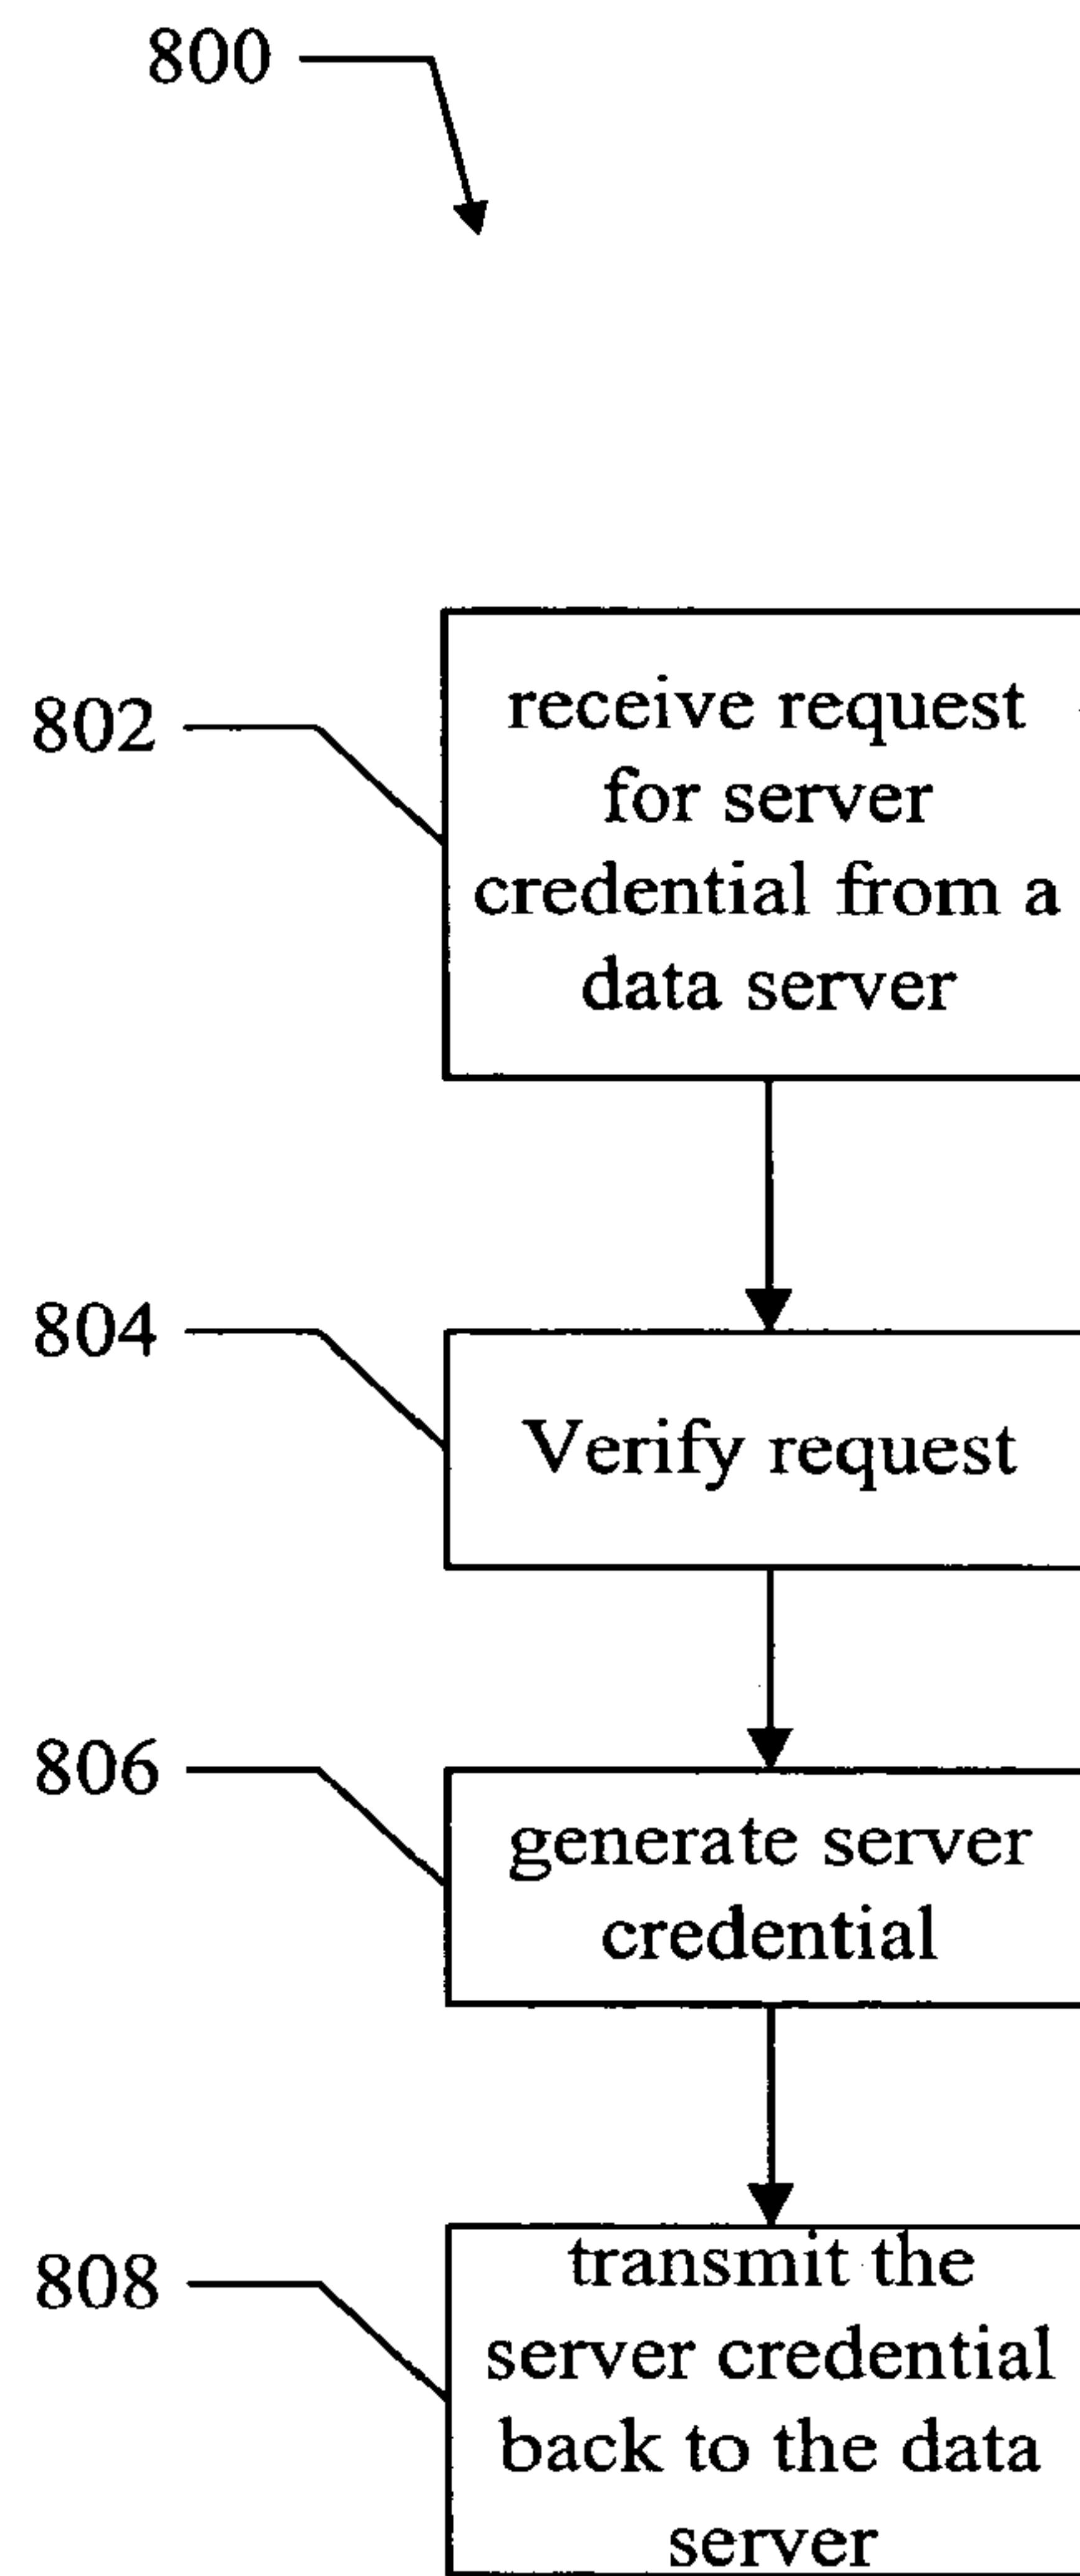 800
802
receive request
for server
credential from a
data server
804
Verify request
806
generate server
credential
808
transmit the
server credential
back to the data
server